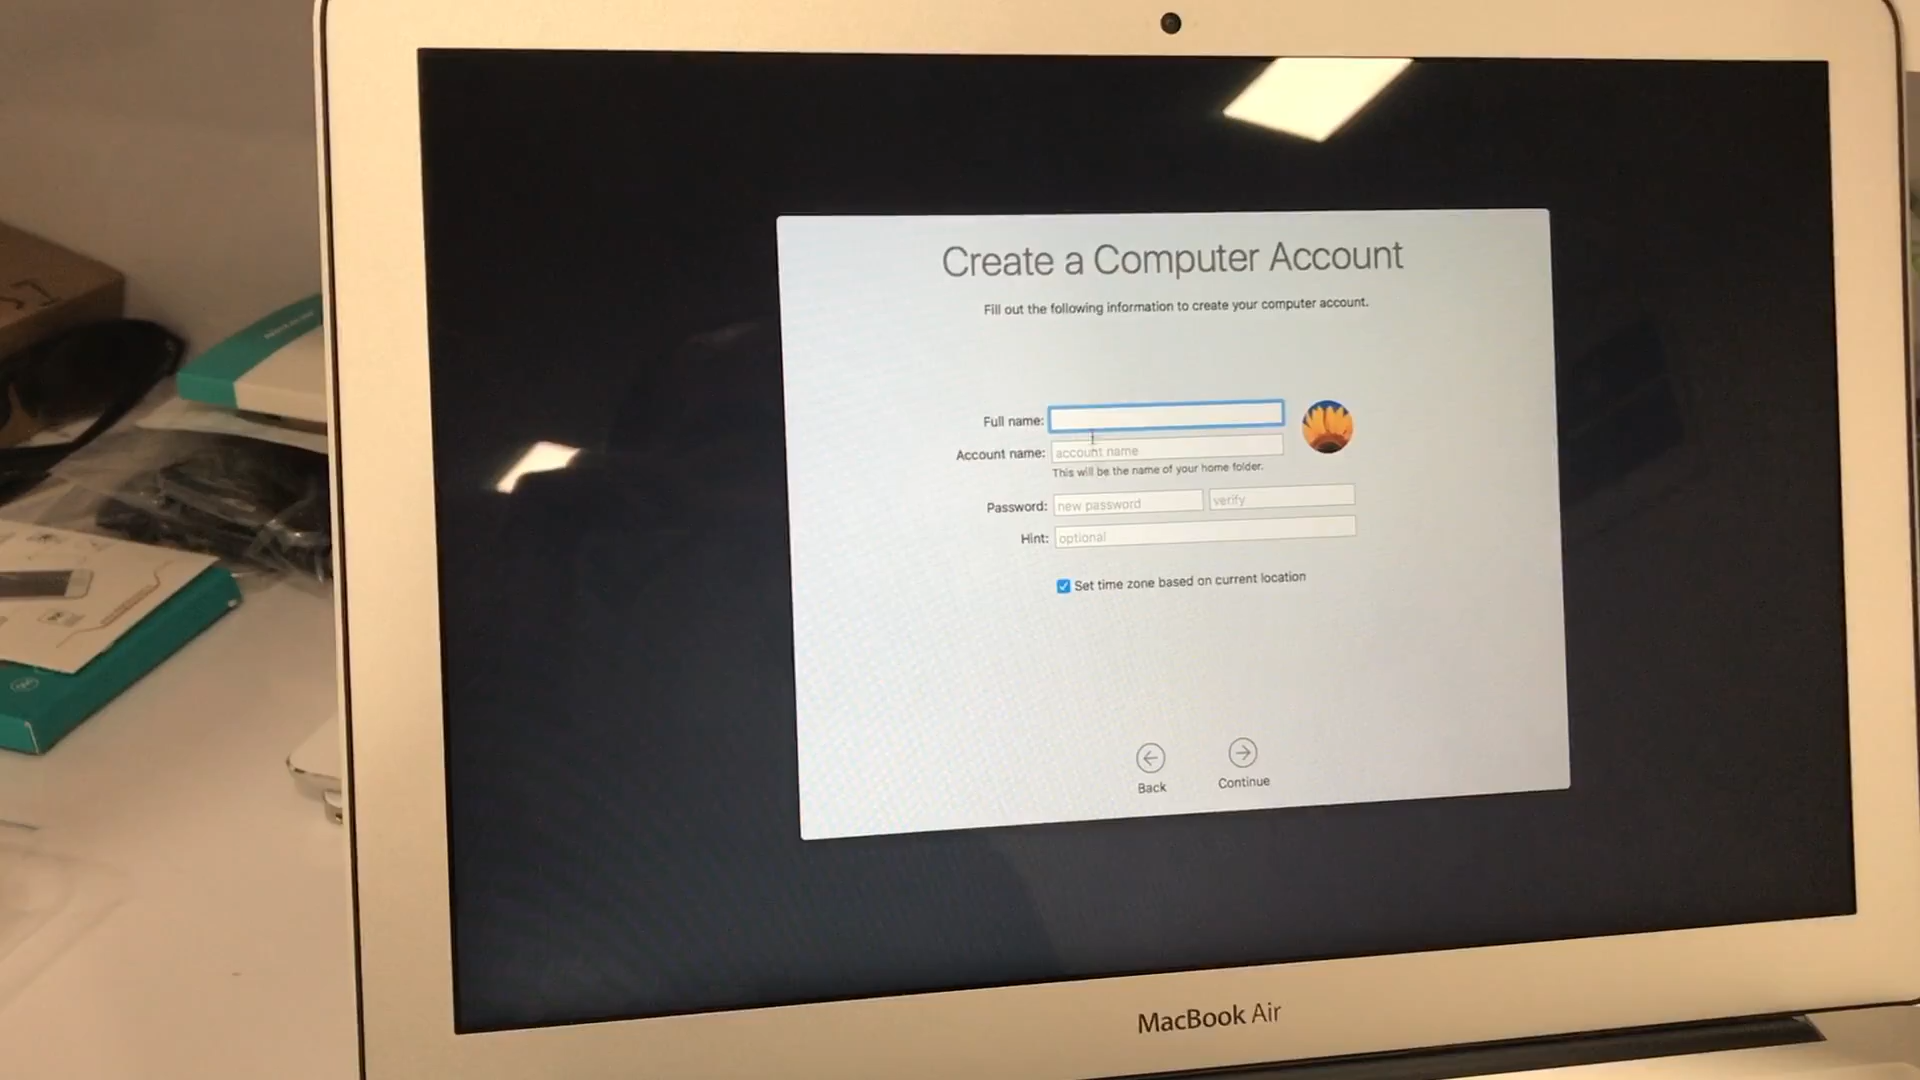 Create a Computer Account
Fill out the following information to create your computer account.
Full name:
Account name: account name
This will be the name of your home folder.
Password: new password verify
Hint: optional
Set time zone based on current location
Back Continue
MacBook Air